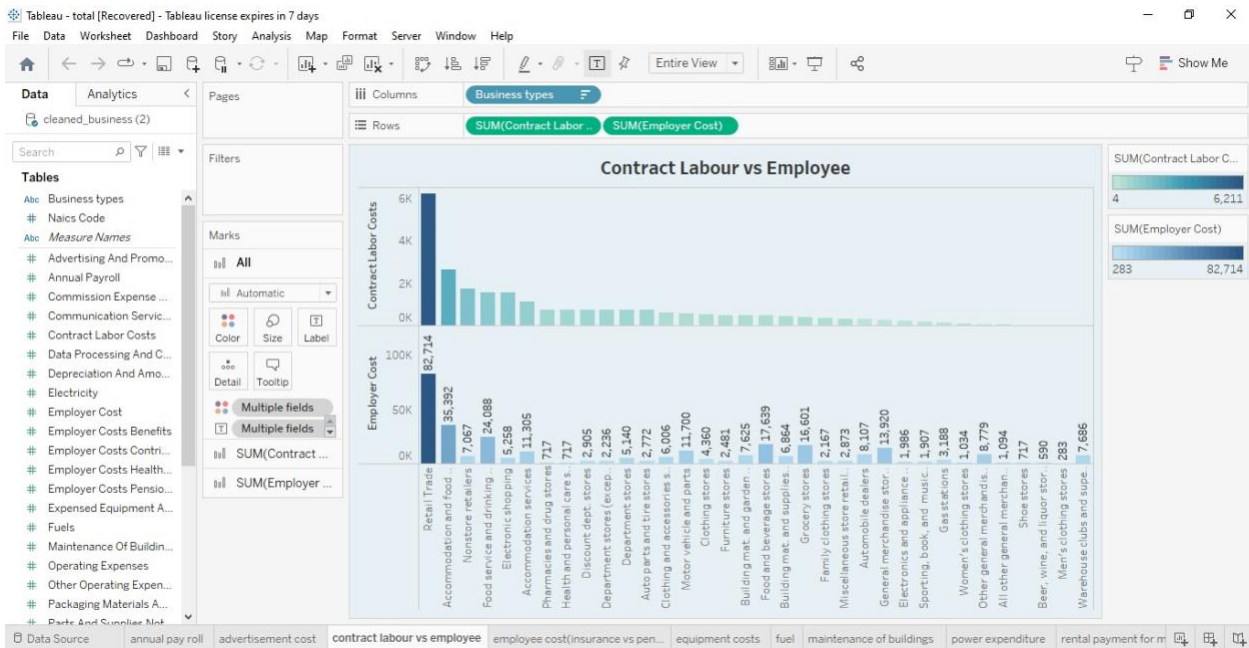 Tableau - total [Recovered] - Tableau license expires in 7 days
File Data Worksheet Dashboard Story Analysis Map Format Server Window Help
Entire View
Show Me
Data Analytics
cleaned_business (2)
Search
Tables
Abc Business types
# Naics Code
Abc Measure Names
# Advertising And Promo...
# Annual Payroll
# Commission Expense ...
# Communication Servic...
# Contract Labor Costs
# Data Processing And C...
# Depreciation And Amo...
# Electricity
# Employer Cost
# Employer Costs Benefits
# Employer Costs Contri...
# Employer Costs Health...
# Employer Costs Pensio...
# Expensed Equipment A...
# Fuels
# Maintenance Of Buildin...
# Operating Expenses
# Other Operating Expen...
# Packaging Materials A...
# Parts And Supplies Not
Pages
Filters
Marks
All
Automatic
Color Size Label
Detail Tooltip
Multiple fields
Multiple fields
SUM(Contract ...
SUM(Employer ...
Columns Business types
Rows SUM(Contract Labor .. SUM(Employer Cost)
Contract Labour vs Employee
Contract Labor Costs
6K
4K
2K
0K
Employer Cost
100K
50K
0K
82,714
35,392
7,067
24,088
5,258
11,305
717
717
2,905
2,236
5,140
2,772
6,006
11,700
4,360
2,481
7,625
17,639
6,864
16,601
2,167
2,873
8,107
13,920
1,986
1,907
3,188
1,034
8,779
1,094
717
590
283
7,686
Retail Trade
Accommodation and food ..
Nonstore retailers
Food service and drinking ..
Electronic shopping
Accommodation services
Pharmacies and drug stores
Health and personal care s..
Discount dept. stores
Department stores (excep..
Department stores
Auto parts and tire stores
Clothing and accessories s..
Motor vehicle and parts
Clothing stores
Furniture stores
Building mat. and garden ..
Food and beverage stores
Building mat. and supplies..
Grocery stores
Family clothing stores
Miscellaneous store retail..
Automobile dealers
General merchandise stor..
Electronics and appliance ..
Sporting, book, and music..
Gas stations
Women's clothing stores
Other general merchandis..
All other general merchan..
Shoe stores
Beer, wine, and liquor stor..
Men's clothing stores
Warehouse clubs and supe..
SUM(Contract Labor C...
4 6,211
SUM(Employer Cost)
283 82,714
Data Source annual pay roll advertisement cost contract labour vs employee employee cost(insurance vs pen... equipment costs fuel maintenance of buildings power expenditure rental payment for m